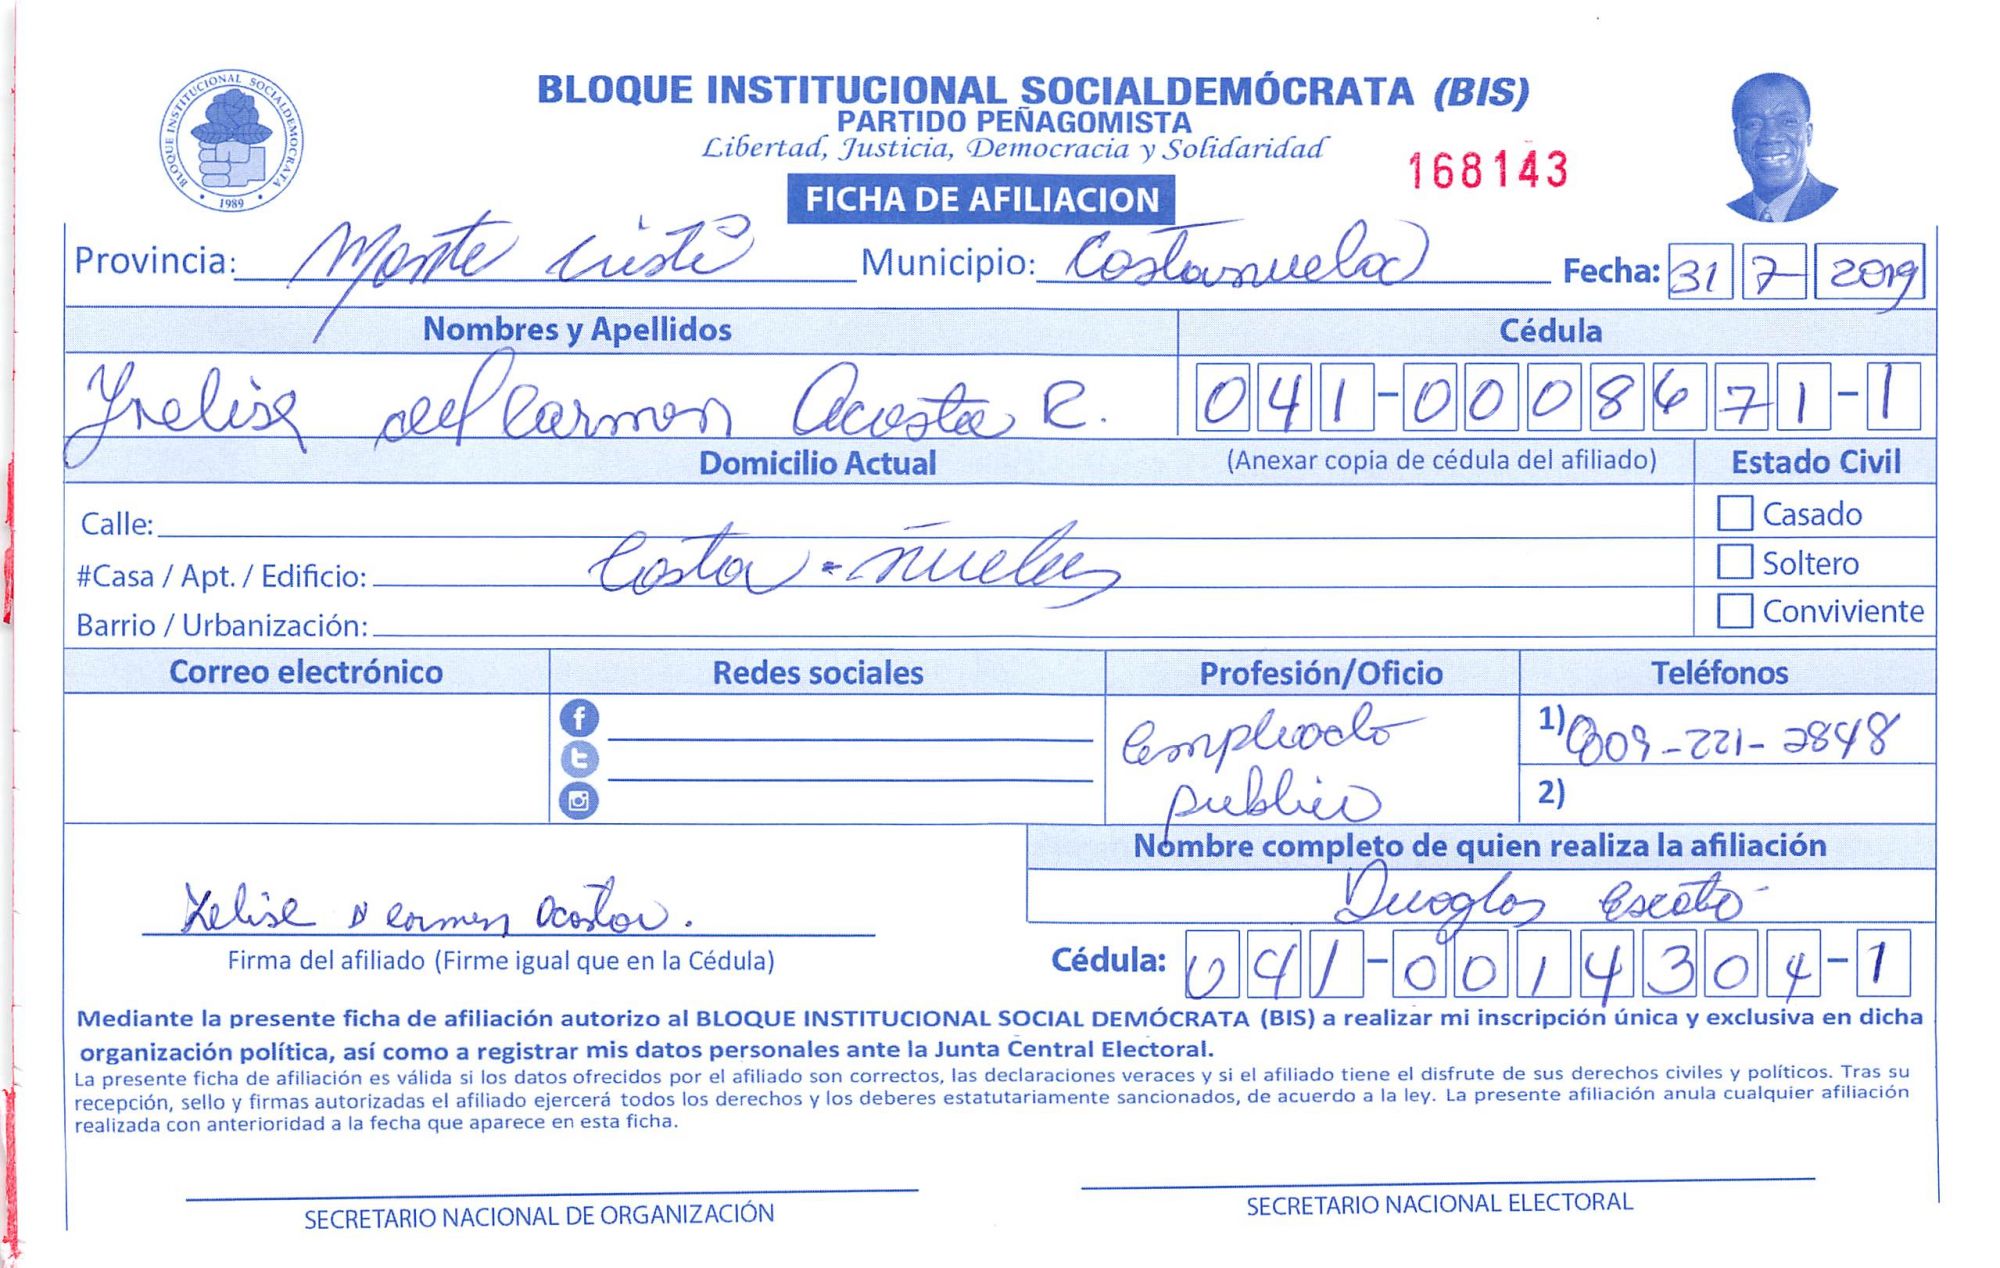 BLOQUE INSTITUCIONAL SOCIALDEMOCRATA
1989
BLOQUE INSTITUCIONAL SOCIALDEMÓCRATA (BIS)
PARTIDO PEÑAGOMISTA
Libertad, Justicia, Democracia y Solidaridad
168143
FICHA DE AFILIACION
Provincia: Monte Cristi Municipio: Costanuela Fecha: 31 7 2019
Nombres y Apellidos Cédula
Yrelise del Carmen Acosta R. 041-0008671-1
Domicilio Actual (Anexar copia de cédula del afiliado) Estado Civil
Calle: Casado
#Casa / Apt. / Edificio: Costa-ñuelas Soltero
Barrio / Urbanización: Conviviente
Correo electrónico Redes sociales Profesión/Oficio Teléfonos
Empleado 1) 809-221-2848
publico 2)
Nombre completo de quien realiza la afiliación
Acosta. Escoto
Firma del afiliado (Firme igual que en la Cédula) Cédula: 041-0014304-1
Mediante la presente ficha de afiliación autorizo al BLOQUE INSTITUCIONAL SOCIAL DEMÓCRATA (BIS) a realizar mi inscripción única y exclusiva en dicha
organización política, así como a registrar mis datos personales ante la Junta Central Electoral.
La presente ficha de afiliación es válida si los datos ofrecidos por el afiliado son correctos, las declaraciones veraces y si el afiliado tiene el disfrute de sus derechos civiles y políticos. Tras su
recepción, sello y firmas autorizadas el afiliado ejercerá todos los derechos y los deberes estatutariamente sancionados, de acuerdo a la ley. La presente afiliación anula cualquier afiliación
realizada con anterioridad a la fecha que aparece en esta ficha.
SECRETARIO NACIONAL DE ORGANIZACIÓN SECRETARIO NACIONAL ELECTORAL